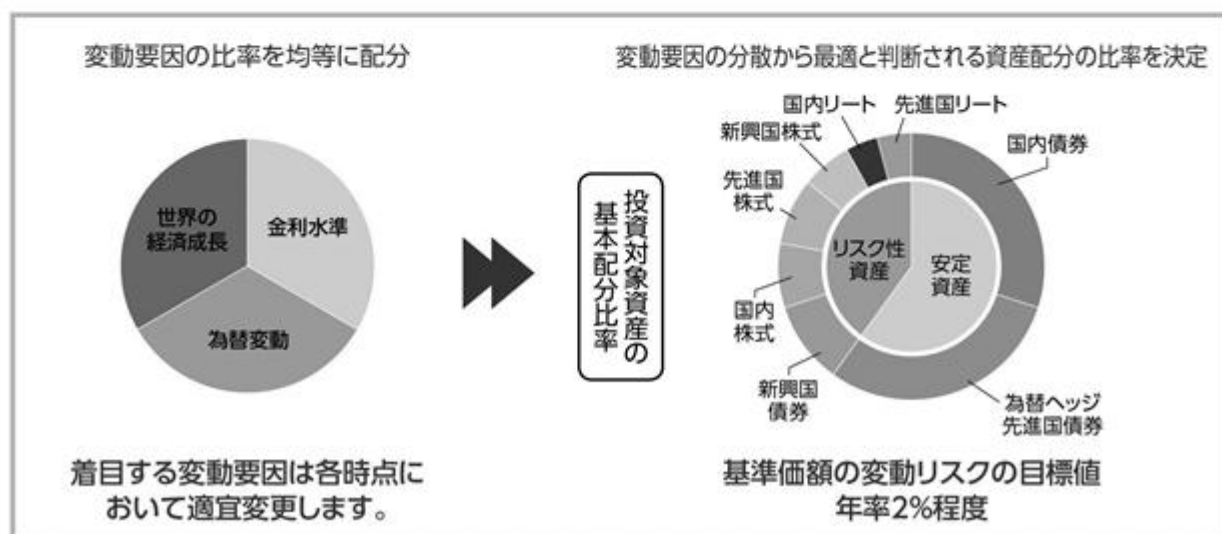 変動要因の比率を均等に配分
世界の
経済成長
金利水準
為替変動
着目する変動要因は各時点に
おいて適宜変更します。
投資対象資産の
基本配分比率
変動要因の分散から最適と判断される資産配分の比率を決定
国内リート
先進国リート
新興国株式
国内債券
先進国
株式
リスク性
資産
安定
資産
国内
株式
新興国
債券
為替ヘッジ
先進国債券
基準価額の変動リスクの目標値
年率2%程度